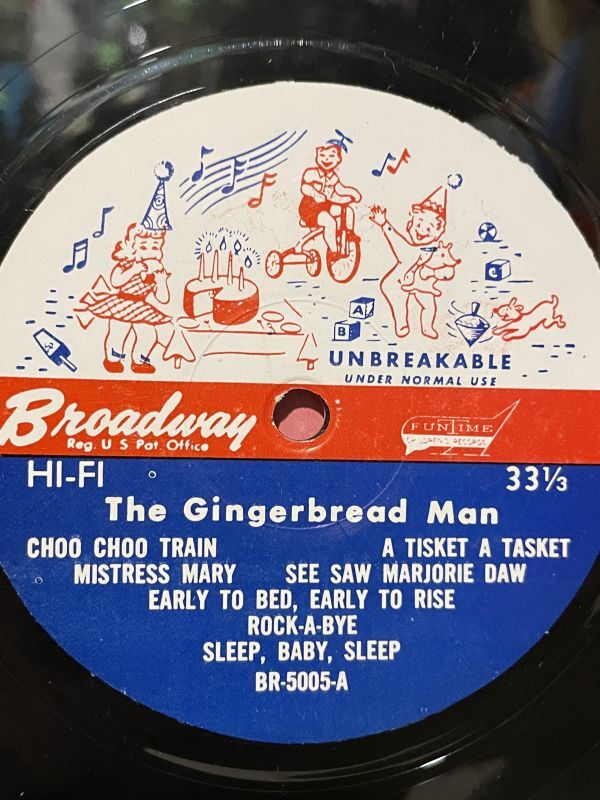 A
B
C
UNBREAKABLE
UNDER NORMAL USE
Broadway
Reg. U S Pat. Office
FUNTIME
CHILDREN'S RECORDS
HI-FI
33⅓
The Gingerbread Man
CHOO CHOO TRAIN A TISKET A TASKET
MISTRESS MARY SEE SAW MARJORIE DAW
EARLY TO BED, EARLY TO RISE
ROCK-A-BYE
SLEEP, BABY, SLEEP
BR-5005-A